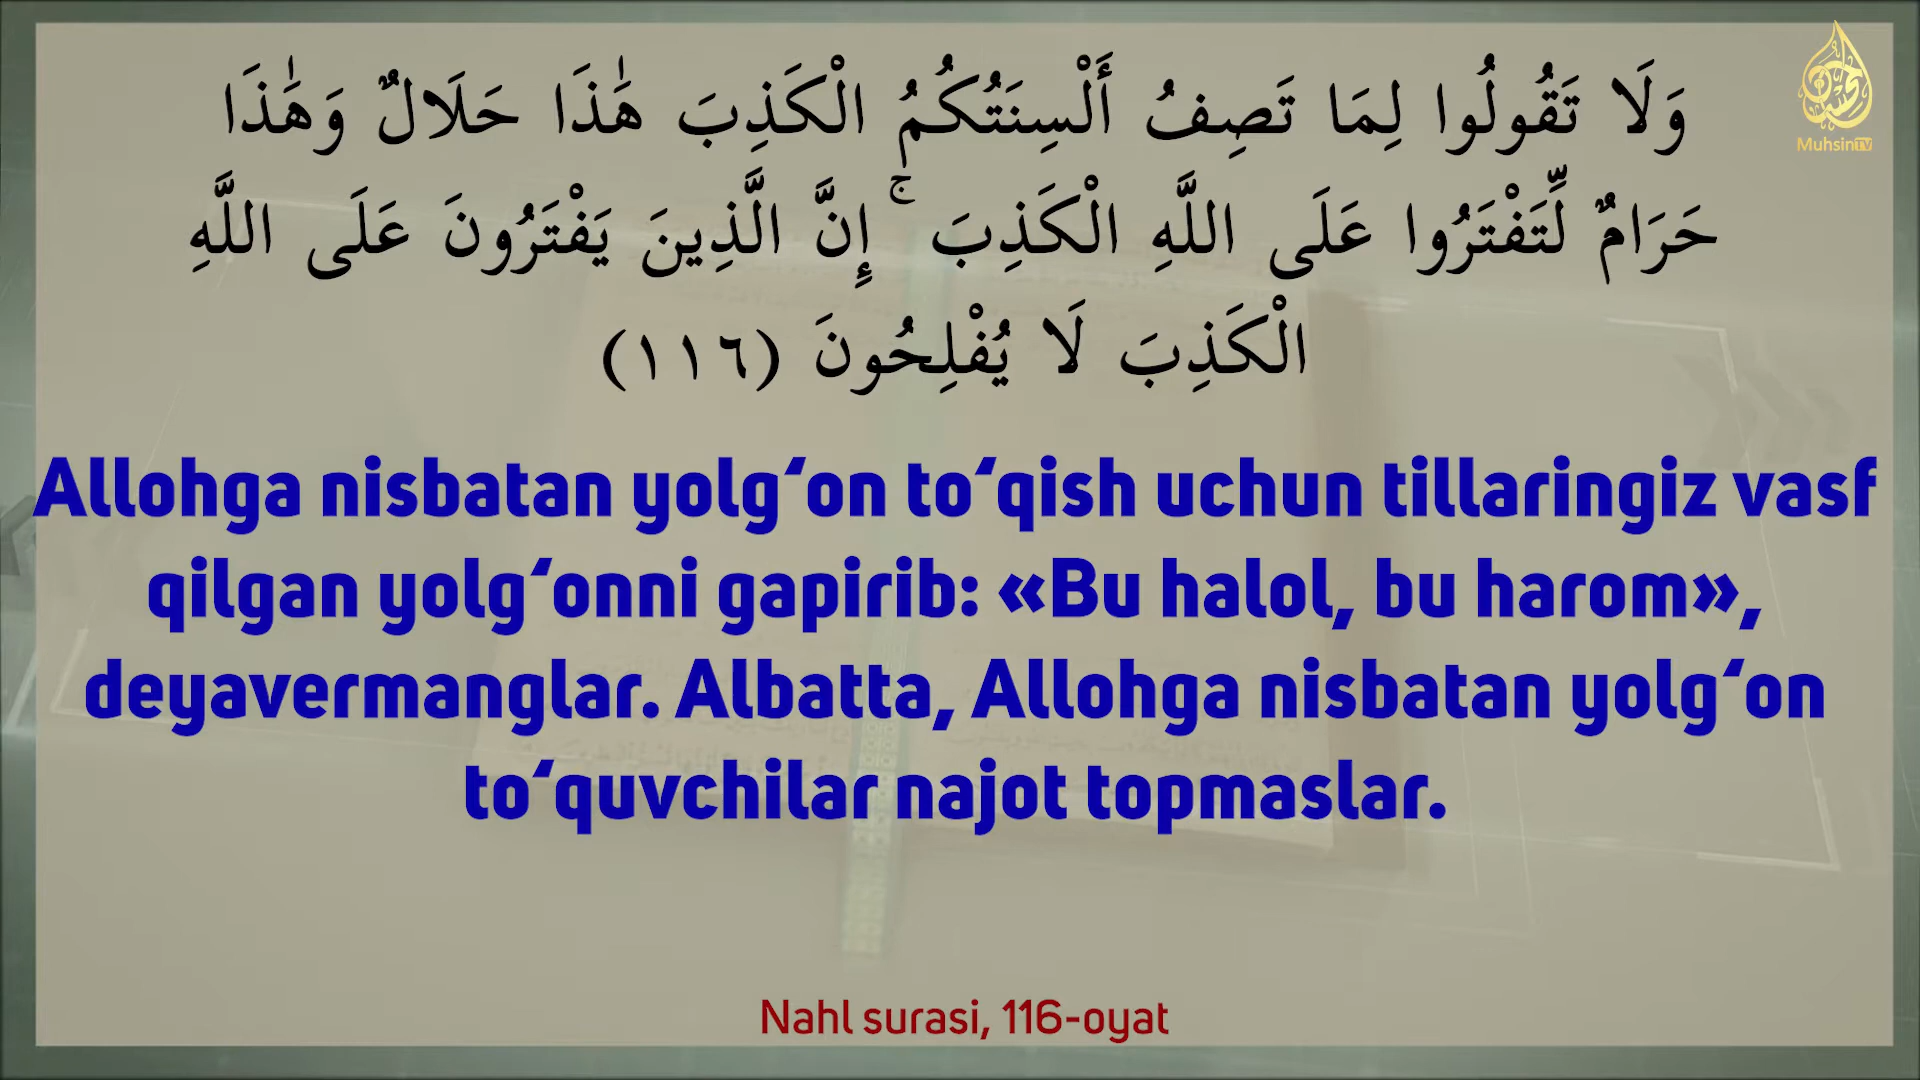 وَلَا تَقُولُوا لِمَا تَصِفُ أَلْسِنَتُكُمُ الْكَذِبَ هَٰذَا حَلَالٌ وَهَٰذَا
حَرَامٌ لِّتَفْتَرُوا عَلَى اللَّهِ الْكَذِبَ ۚ إِنَّ الَّذِينَ يَفْتَرُونَ عَلَى اللَّهِ
الْكَذِبَ لَا يُفْلِحُونَ (١١٦)
MuhsinTV
Allohga nisbatan yolg‘on to‘qish uchun tillaringiz vasf
qilgan yolg‘onni gapirib: «Bu halol, bu harom»,
deyavermanglar. Albatta, Allohga nisbatan yolg‘on
to‘quvchilar najot topmaslar.
Nahl surasi, 116-oyat